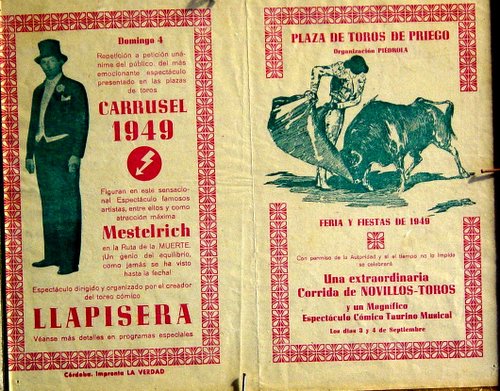 Domingo 4
Repetición a petición uná-
nime del público, del más
emocionante espectáculo
presentado en las plazas
de toros
CARRUSEL
1949
Figuran en este sensacio-
nal Espectáculo famosos
artistas, entre ellos y como
atracción máxima
Mestelrich
en la Ruta de la MUERTE.
¡Un genio del equilibrio,
como jamás se ha visto
hasta la fecha!
Espectáculo dirigido y organizado por el creador
del toreo cómico
LLAPISERA
Véanse más detalles en programas especiales
Córdoba. Imprenta LA VERDAD
PLAZA DE TOROS DE PRIEGO
Organización PIÉDROLA
FERIA Y FIESTAS DE 1949
Con permiso de la Autoridad y si el tiempo no lo impide
se celebrará
Una extraordinaria
Corrida de NOVILLOS-TOROS
y un Magnífico
Espectáculo Cómico Taurino Musical
Los días 3 y 4 de Septiembre